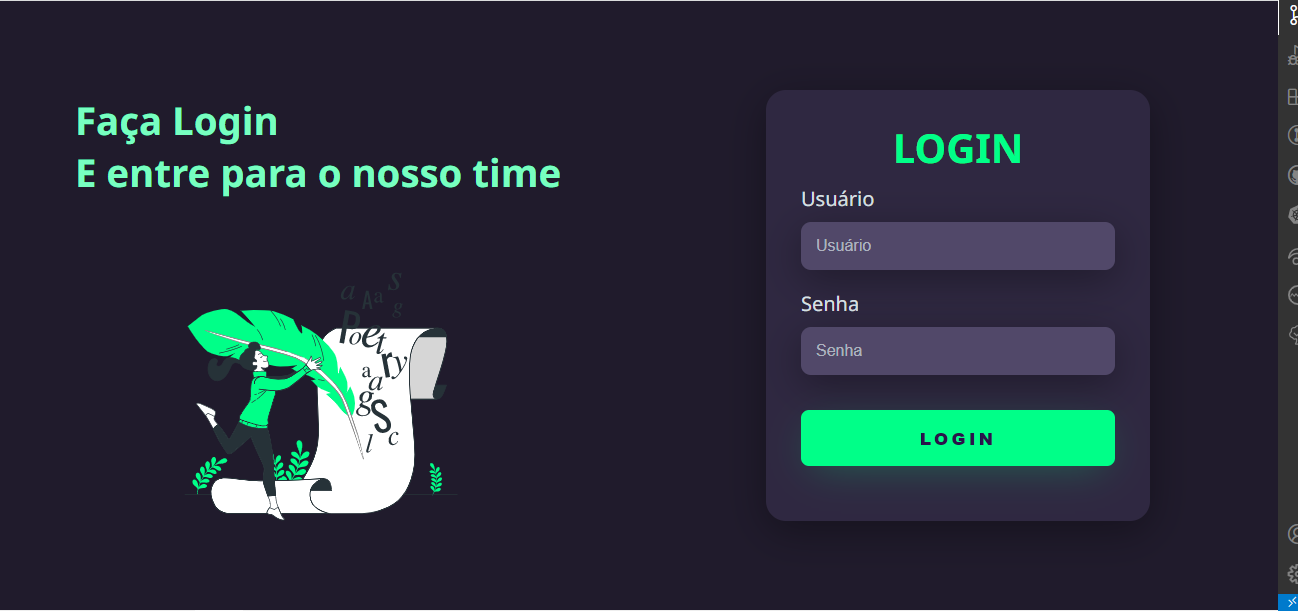 Faça Login
E entre para o nosso time
a A a s
g
Poetry
a
a
g
S
l c
LOGIN
Usuário
Usuário
Senha
Senha
LOGIN